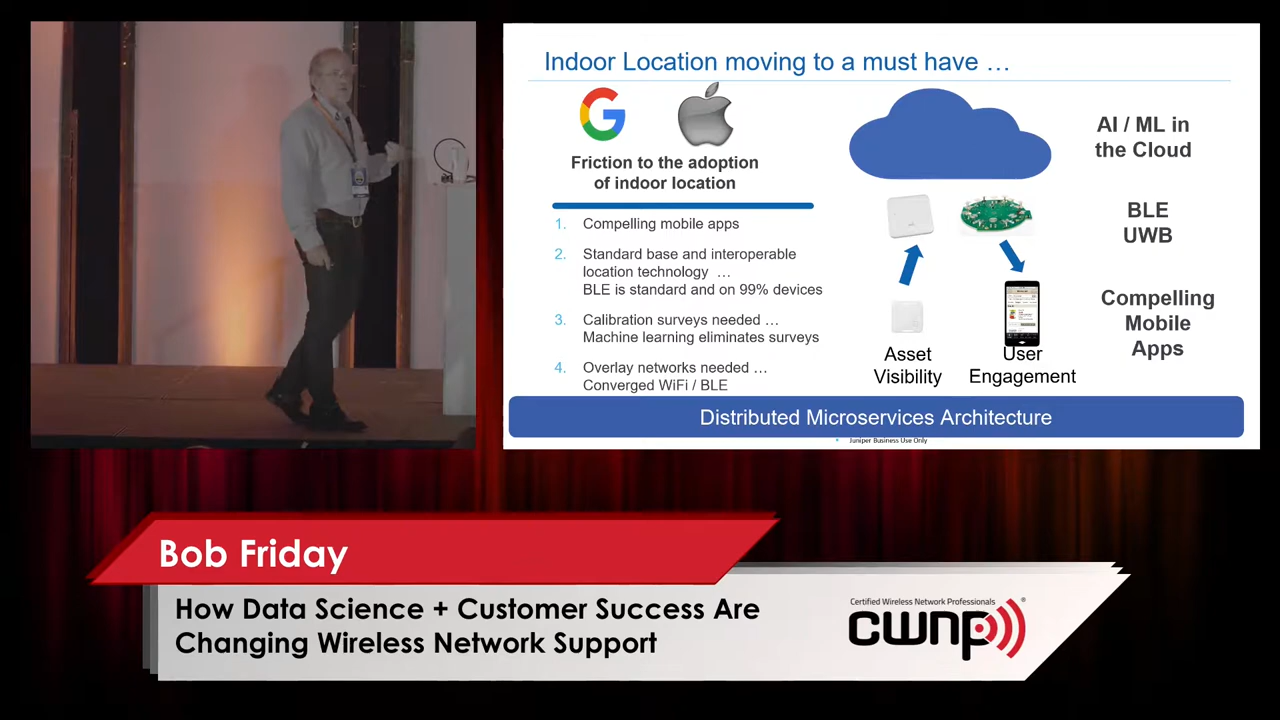 Indoor Location moving to a must have …
Friction to the adoption
of indoor location
1. Compelling mobile apps
2. Standard base and interoperable
location technology …
BLE is standard and on 99% devices
3. Calibration surveys needed …
Machine learning eliminates surveys
4. Overlay networks needed …
Converged WiFi / BLE
AI / ML in
the Cloud
BLE
UWB
Compelling
Mobile
Apps
Asset
Visibility
User
Engagement
Distributed Microservices Architecture
• Juniper Business Use Only
Bob Friday
How Data Science + Customer Success Are
Changing Wireless Network Support
Certified Wireless Network Professionals
cwnp®